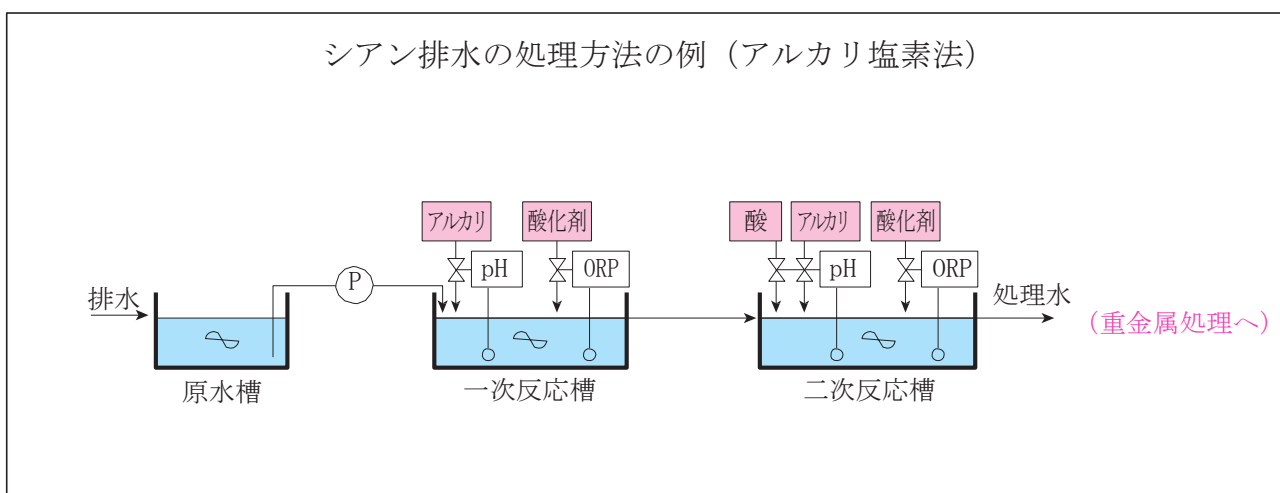 シアン排水の処理方法の例（アルカリ塩素法）
アルカリ
酸化剤
酸
アルカリ
酸化剤
P
pH
ORP
pH
ORP
排水
処理水
（重金属処理へ）
原水槽
一次反応槽
二次反応槽